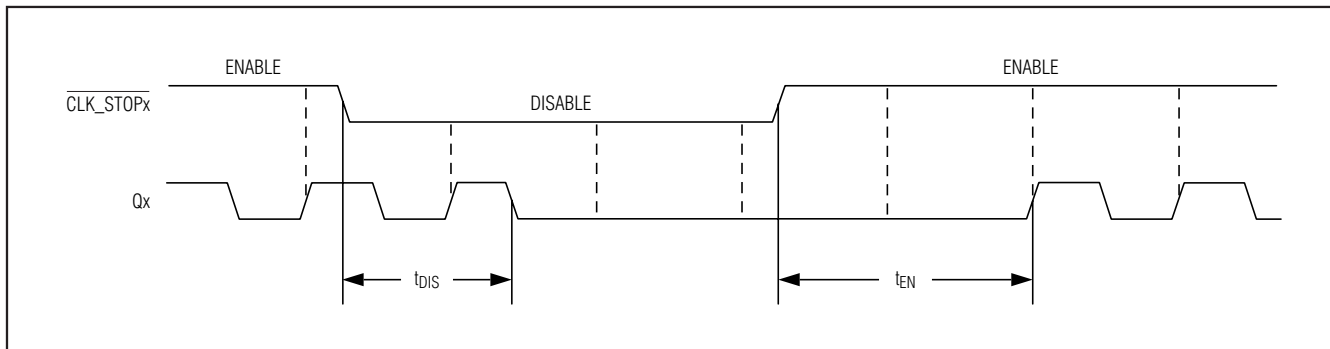 ENABLE
ENABLE
CLK_STOPx
DISABLE
Qx
tDIS
tEN